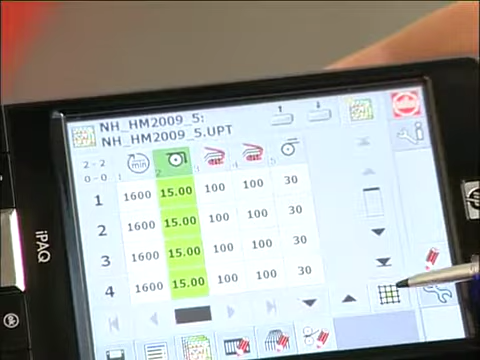 NH_HM2009_5:
NH_HM2009_5.UPT
2 - 2
0 - 0
min
1 2 3 4 5
1 1600 15.00 100 100 30
2 1600 15.00 100 100 30
3 1600 15.00 100 100 30
4 1600 15.00 100 100 30
iPAQ
hp